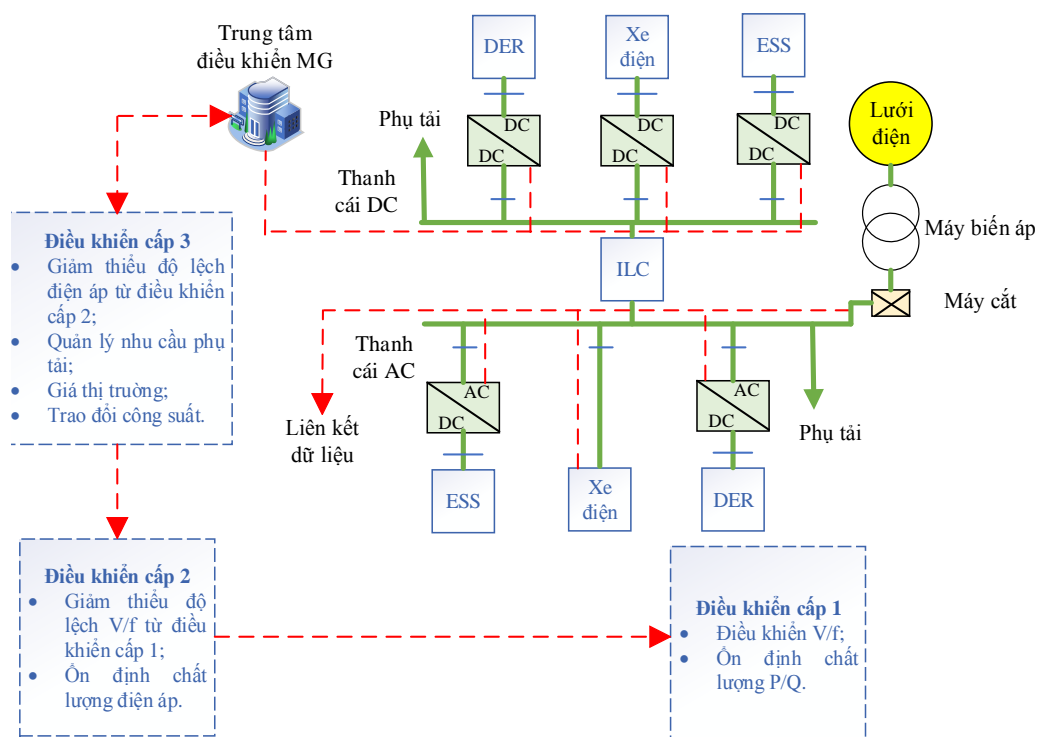 Trung tâm
điều khiển MG
DER
Xe
điện
ESS
Lưới
điện
Phụ tải
DC
DC
DC
DC
DC
DC
Thanh
cái DC
Máy biến áp
ILC
Máy cắt
Điều khiển cấp 3
• Giảm thiểu độ lệch
điện áp từ điều khiển
cấp 2;
• Quản lý nhu cầu phụ
tải;
• Giá thị truờng;
• Trao đổi công suất.
Thanh
cái AC
AC
DC
AC
DC
Liên kết
dữ liệu
Phụ tải
ESS
Xe
điện
DER
Điều khiển cấp 2
• Giảm thiểu độ
lệch V/f từ điều
khiển cấp 1;
• Ổn định chất
lượng điện áp.
Điều khiển cấp 1
• Điều khiển V/f;
• Ổn định chất
lượng P/Q.